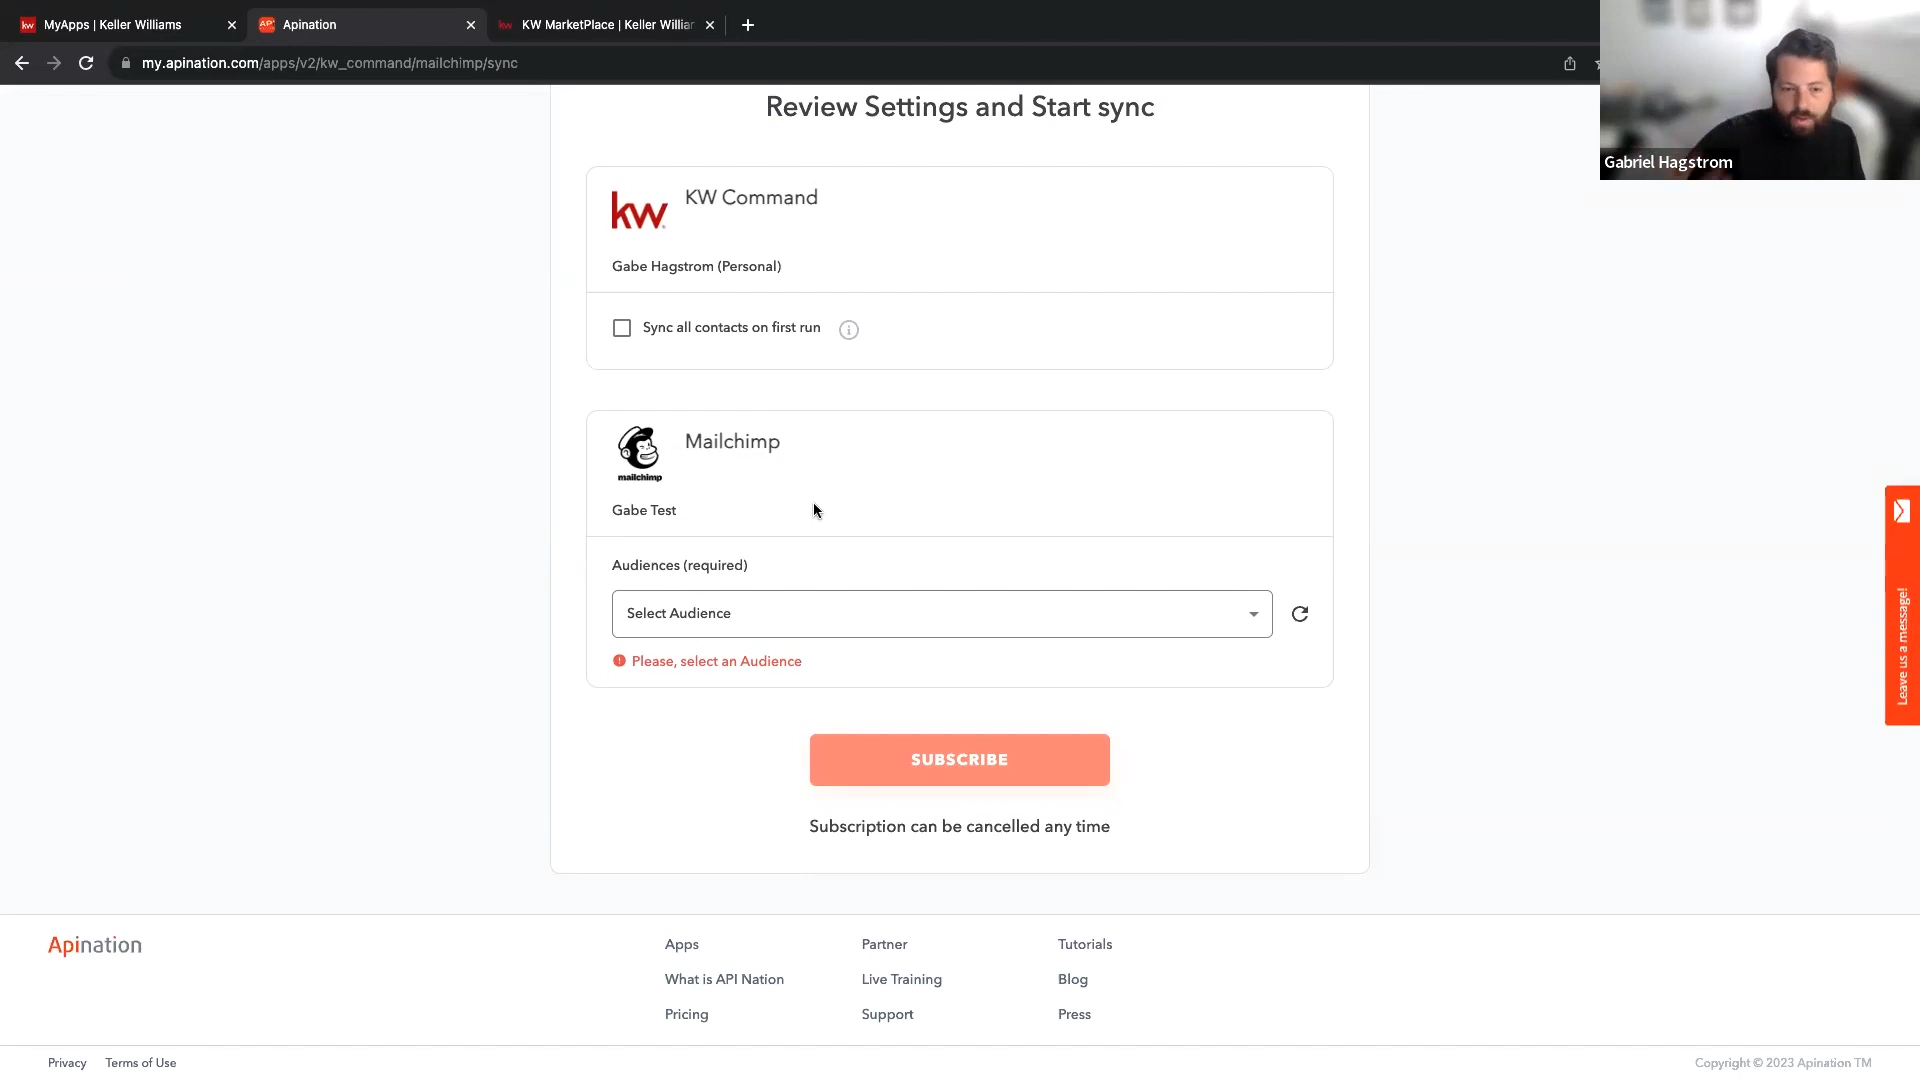 MyApps | Keller Williams
Apination
KW MarketPlace | Keller Williar
my.apination.com/apps/v2/kw_command/mailchimp/sync
Gabriel Hagstrom
Review Settings and Start sync
kw
KW Command
Gabe Hagstrom (Personal)
Sync all contacts on first run
mailchimp
Mailchimp
Gabe Test
Audiences (required)
Select Audience
Please, select an Audience
SUBSCRIBE
Subscription can be cancelled any time
Leave us a message!
Apination
Apps
Partner
Tutorials
What is API Nation
Live Training
Blog
Pricing
Support
Press
Privacy
Terms of Use
Copyright © 2023 Apination TM